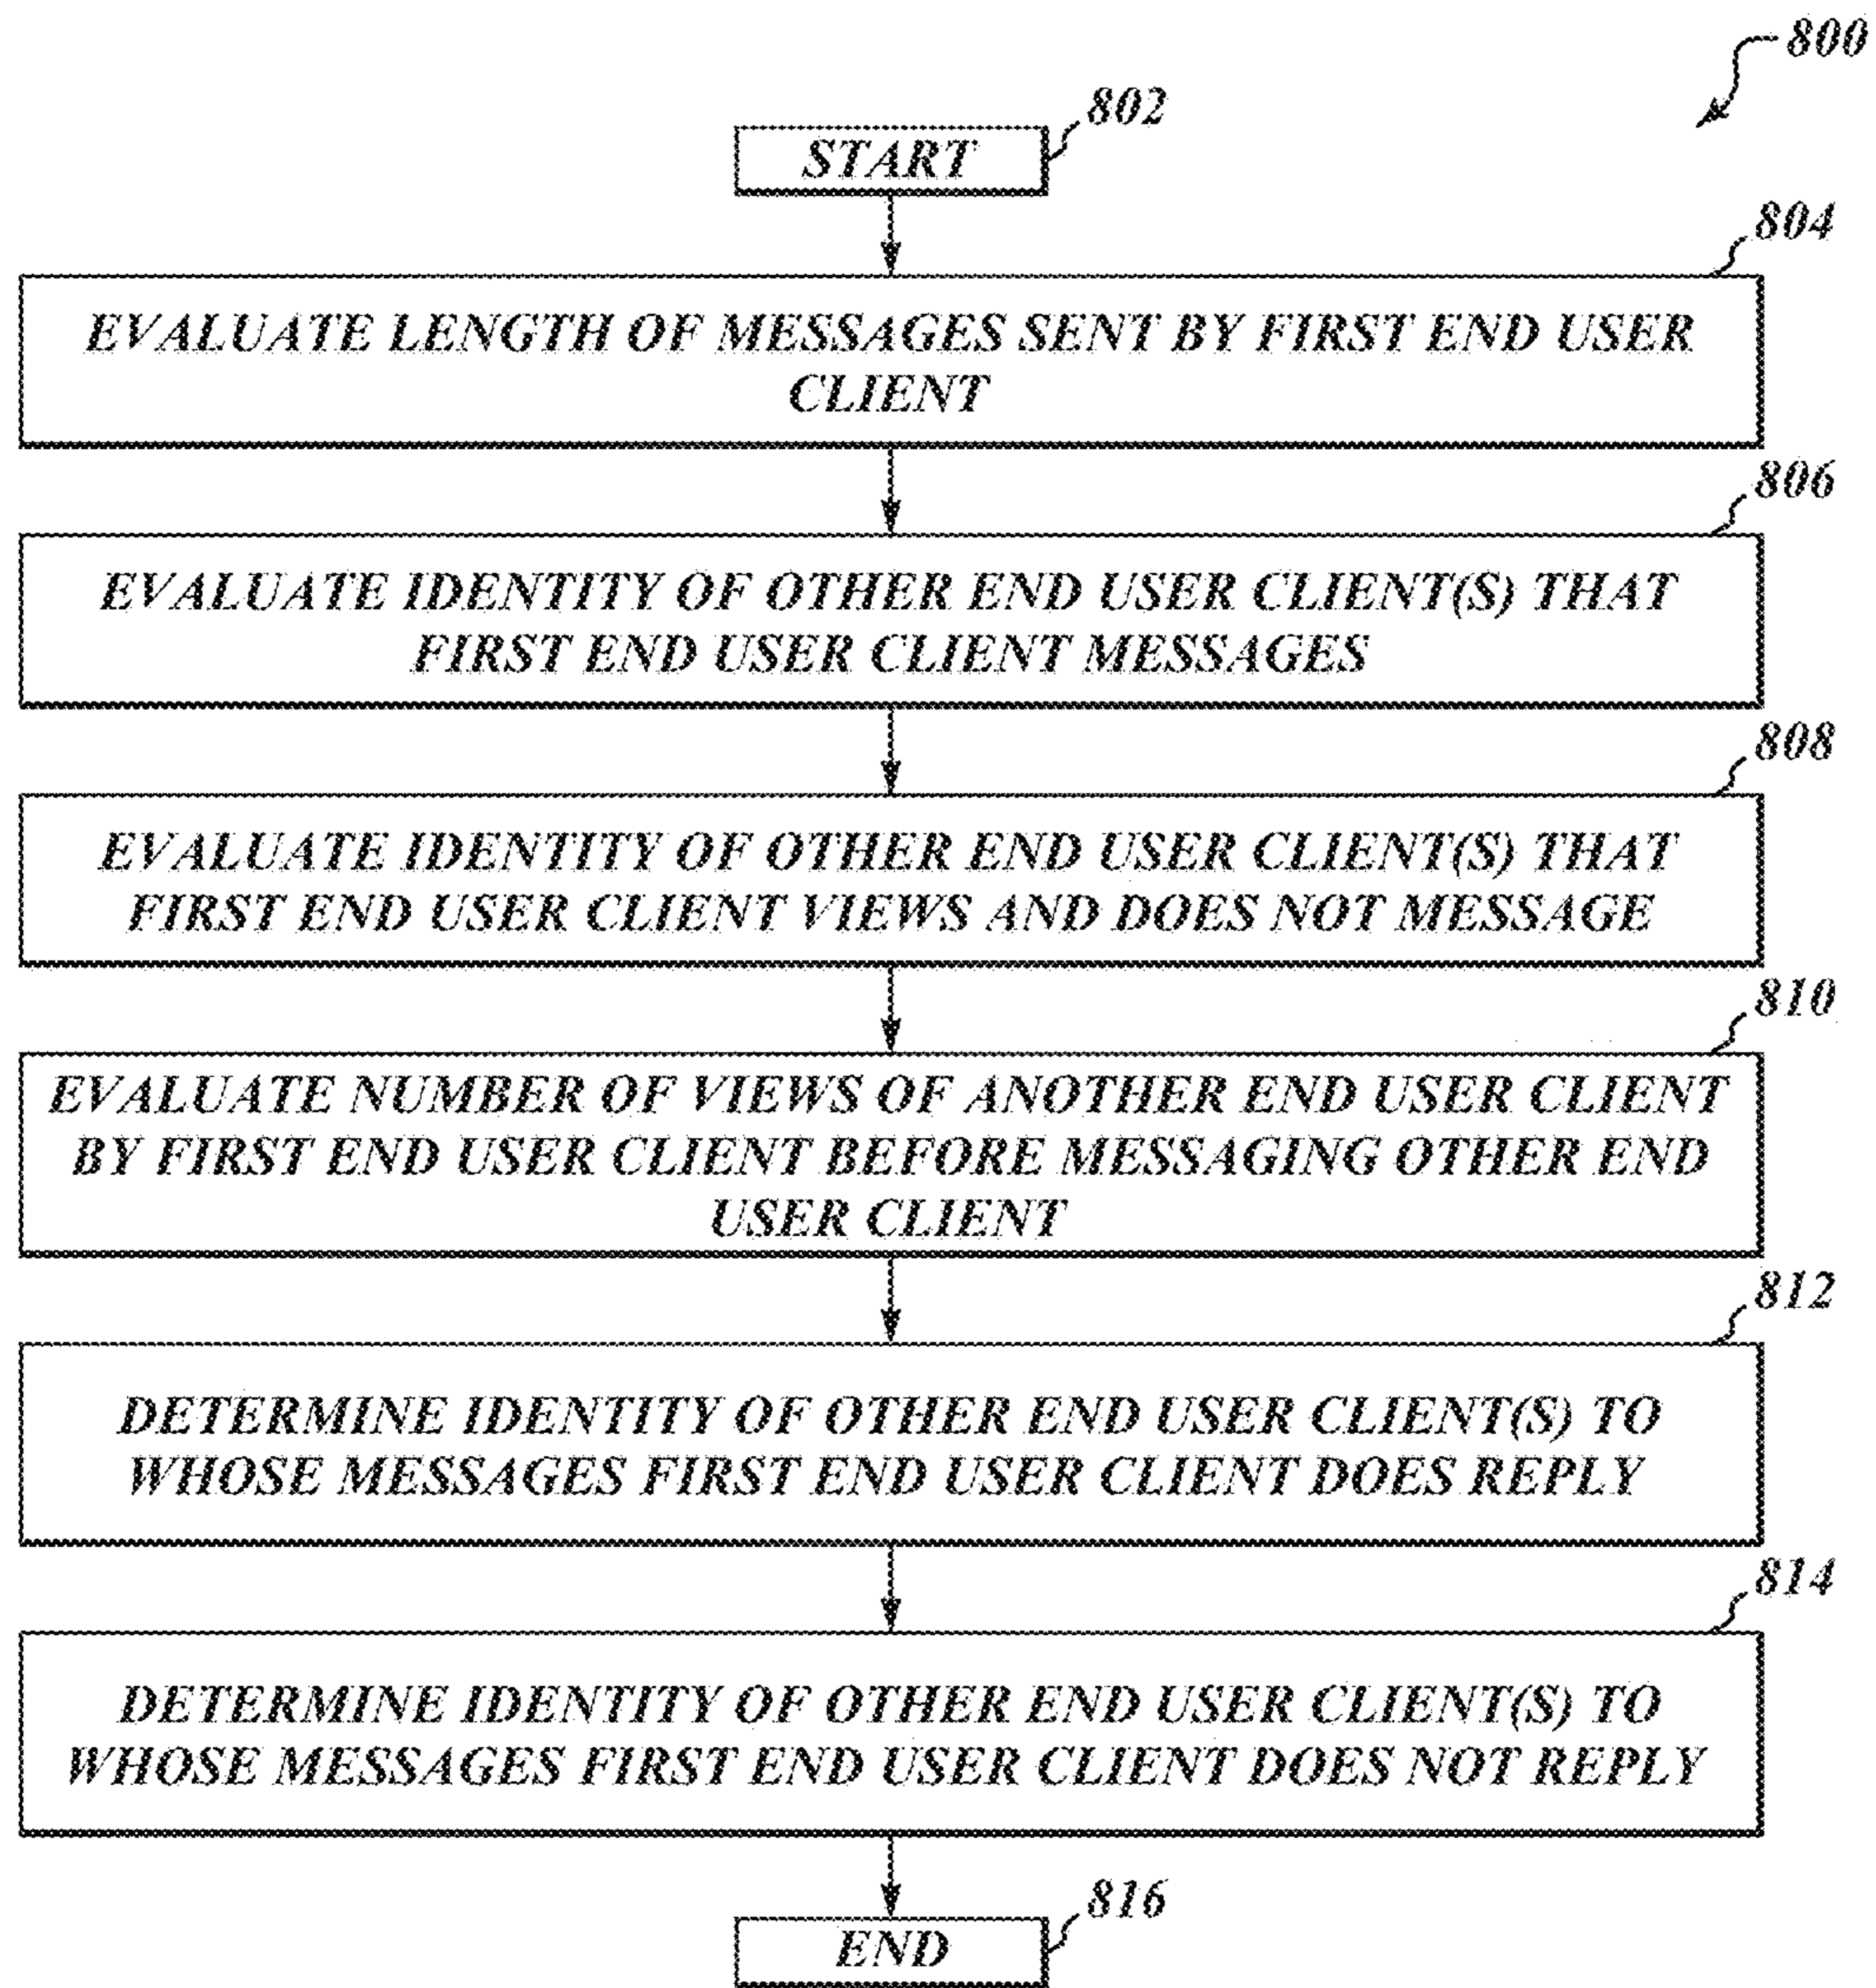 800
802
START
804
EVALUATE LENGTH OF MESSAGES SENT BY FIRST END USER
CLIENT
806
EVALUATE IDENTITY OF OTHER END USER CLIENT(S) THAT
FIRST END USER CLIENT MESSAGES
808
EVALUATE IDENTITY OF OTHER END USER CLIENT(S) THAT
FIRST END USER CLIENT VIEWS AND DOES NOT MESSAGE
810
EVALUATE NUMBER OF VIEWS OF ANOTHER END USER CLIENT
BY FIRST END USER CLIENT BEFORE MESSAGING OTHER END
USER CLIENT
812
DETERMINE IDENTITY OF OTHER END USER CLIENT(S) TO
WHOSE MESSAGES FIRST END USER CLIENT DOES REPLY
814
DETERMINE IDENTITY OF OTHER END USER CLIENT(S) TO
WHOSE MESSAGES FIRST END USER CLIENT DOES NOT REPLY
816
END